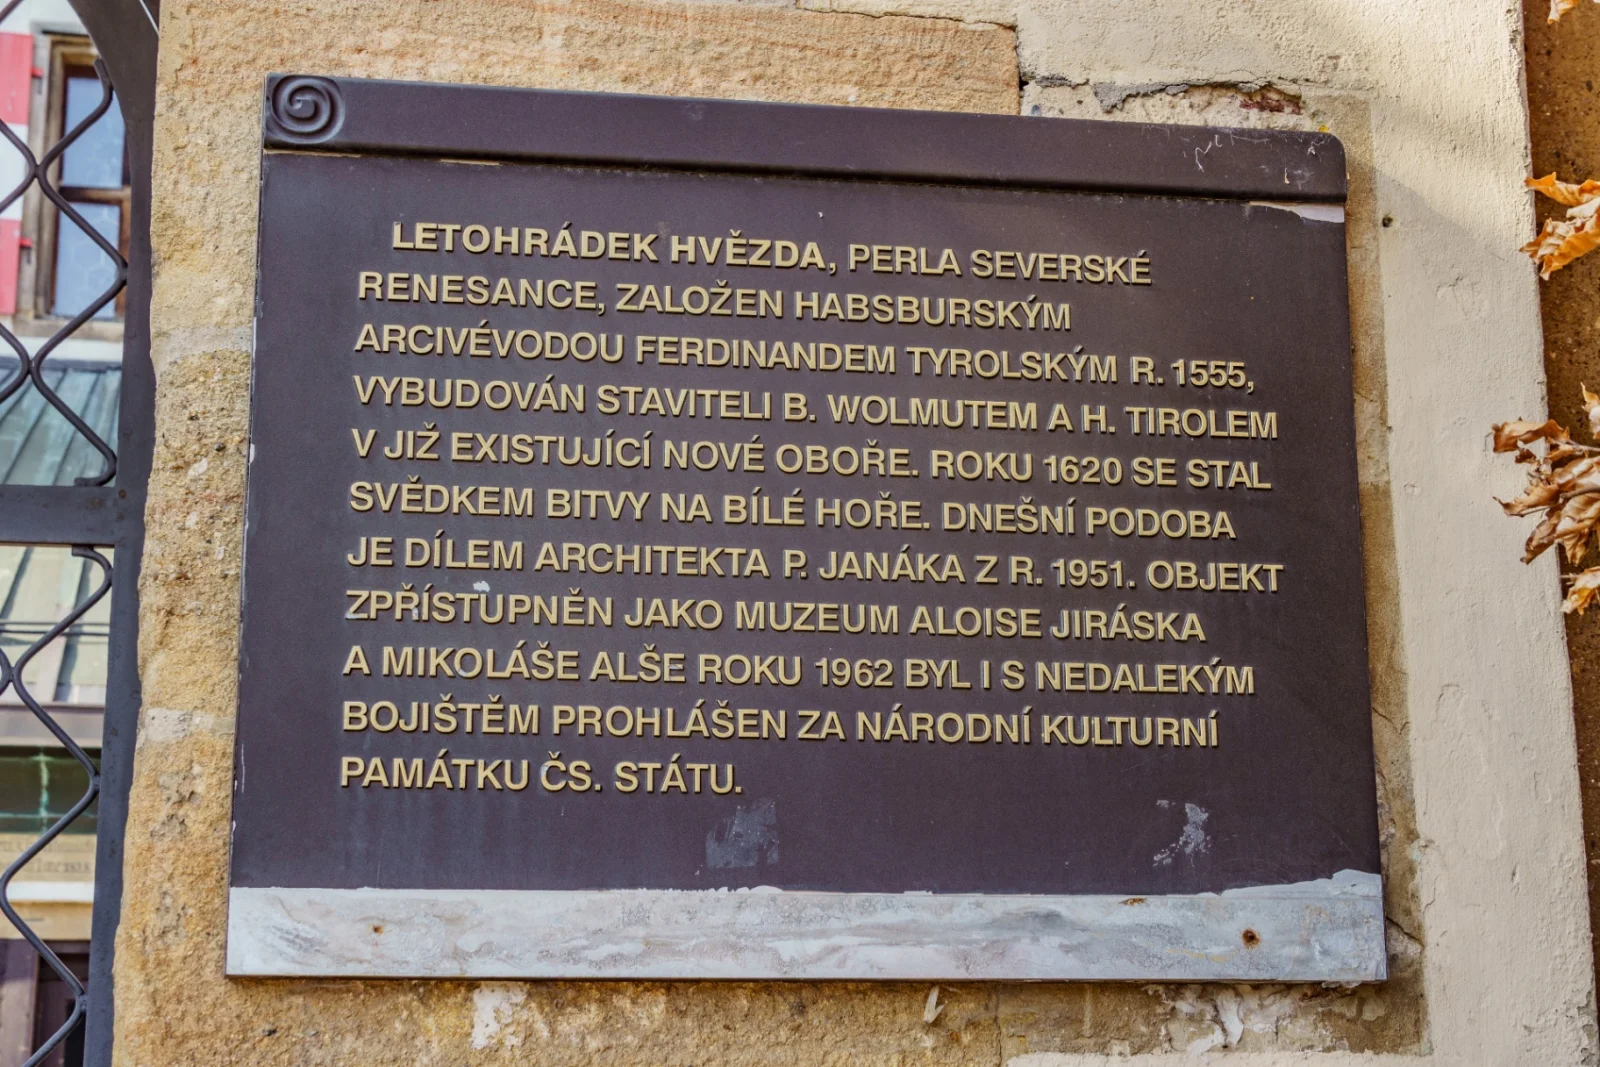 LETOHRÁDEK HVĚZDA, PERLA SEVERSKÉ
RENESANCE, ZALOŽEN HABSBURSKÝM
ARCIVÉVODOU FERDINANDEM TYROLSKÝM R. 1555,
VYBUDOVÁN STAVITELI B. WOLMUTEM A H. TIROLEM
V JIŽ EXISTUJÍCÍ NOVÉ OBOŘE. ROKU 1620 SE STAL
SVĚDKEM BITVY NA BÍLÉ HOŘE. DNEŠNÍ PODOBA
JE DÍLEM ARCHITEKTA P. JANÁKA Z R. 1951. OBJEKT
ZPŘÍSTUPNĚN JAKO MUZEUM ALOISE JIRÁSKA
A MIKOLÁŠE ALŠE ROKU 1962 BYL I S NEDALEKÝM
BOJIŠTĚM PROHLÁŠEN ZA NÁRODNÍ KULTURNÍ
PAMÁTKU ČS. STÁTU.